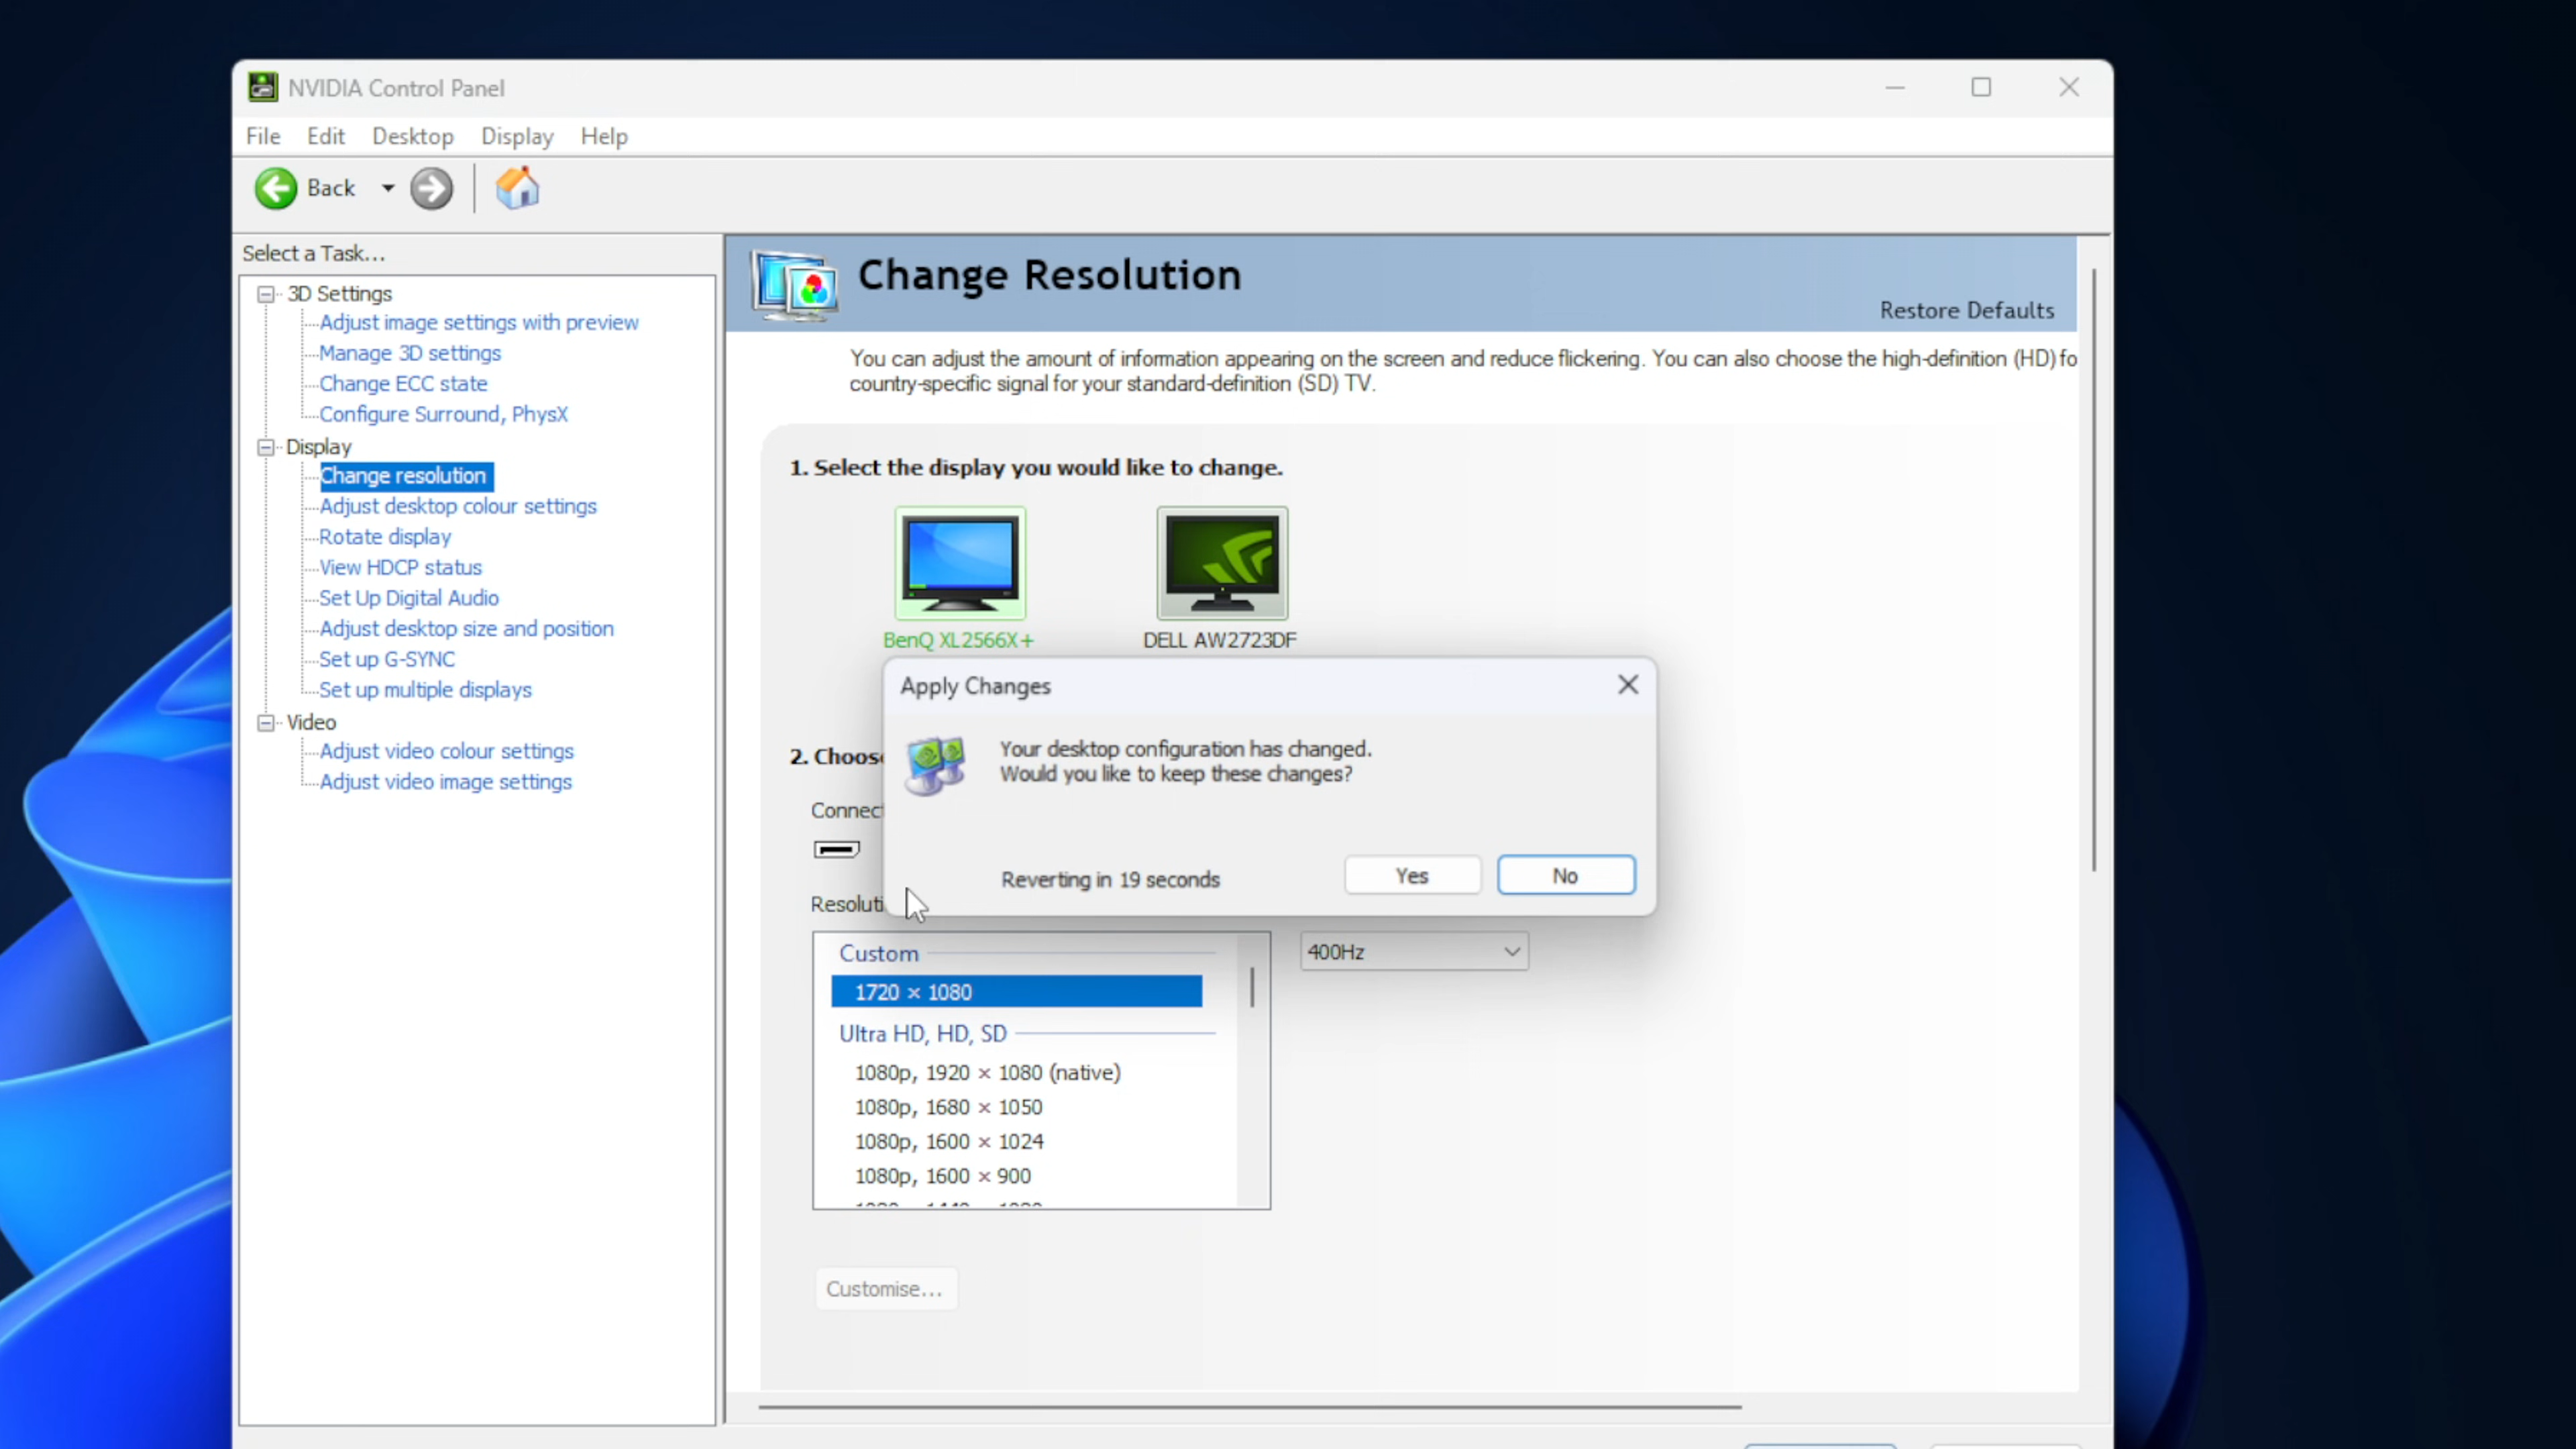 NVIDIA Control Panel
File Edit Desktop Display Help
Back
Select a Task...
3D Settings
Adjust image settings with preview
Manage 3D settings
Change ECC state
Configure Surround, PhysX
Display
Change resolution
Adjust desktop colour settings
Rotate display
View HDCP status
Set Up Digital Audio
Adjust desktop size and position
Set up G-SYNC
Set up multiple displays
Video
Adjust video colour settings
Adjust video image settings
Change Resolution
Restore Defaults
You can adjust the amount of information appearing on the screen and reduce flickering. You can also choose the high-definition (HD) fo
country-specific signal for your standard-definition (SD) TV.
1. Select the display you would like to change.
BenQ XL2566X+ DELL AW2723DF
Apply Changes
Your desktop configuration has changed.
Would you like to keep these changes?
Reverting in 19 seconds
Yes No
2. Choose
Connect
Resoluti
Custom
1720 × 1080
Ultra HD, HD, SD
1080p, 1920 × 1080 (native)
1080p, 1680 × 1050
1080p, 1600 × 1024
1080p, 1600 × 900
400Hz
Customise...